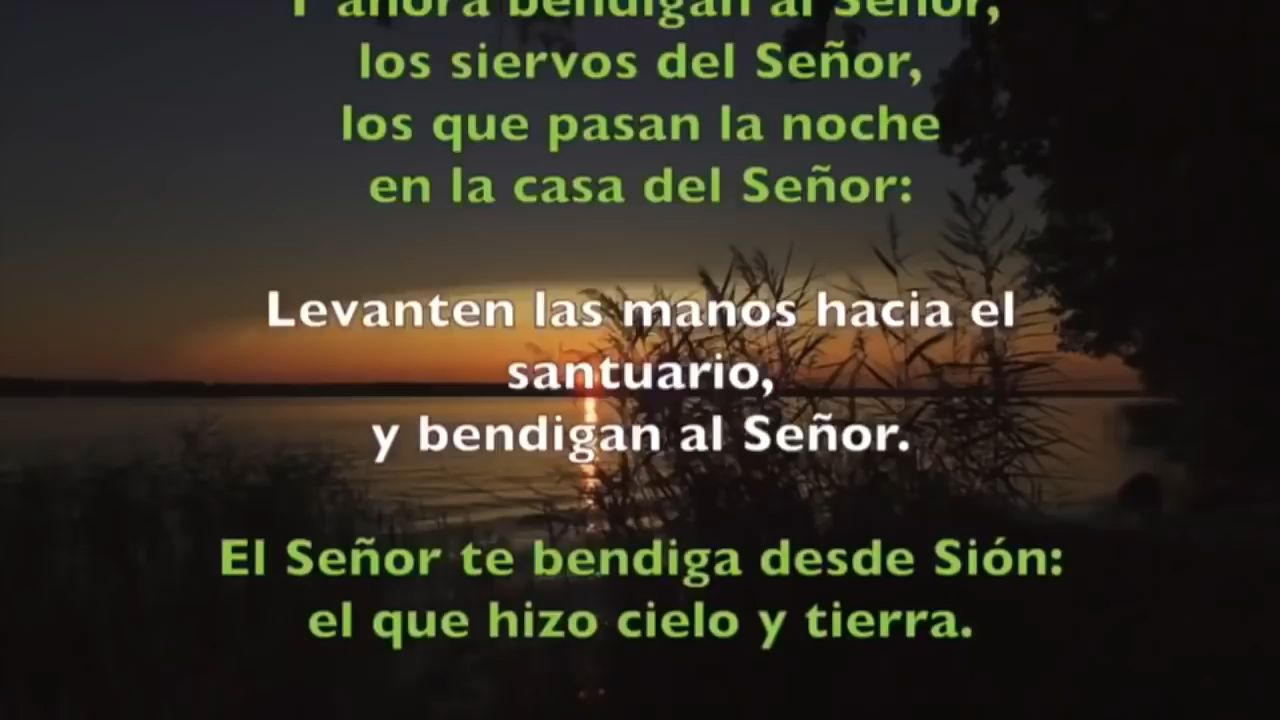 Y ahora bendigan al Señor,
los siervos del Señor,
los que pasan la noche
en la casa del Señor:
Levanten las manos hacia el
santuario,
y bendigan al Señor.
El Señor te bendiga desde Sión:
el que hizo cielo y tierra.